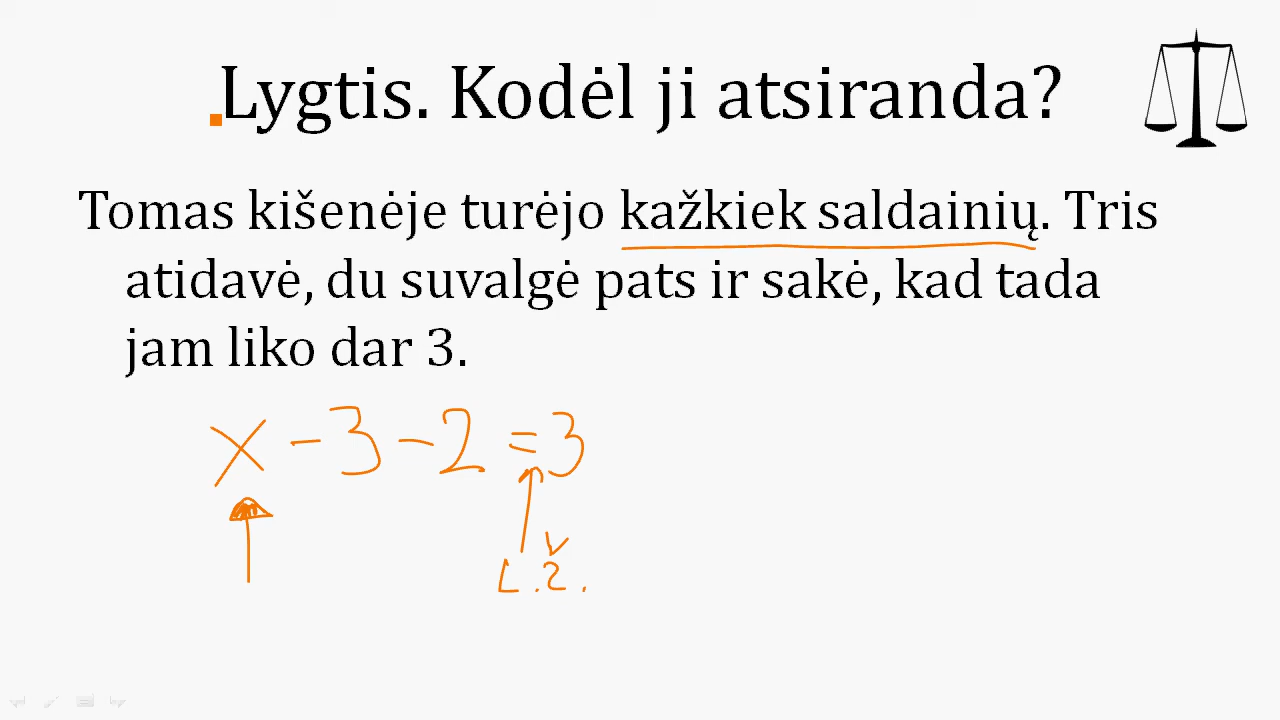 Lygtis. Kodėl ji atsiranda?
Tomas kišenėje turėjo kažkiek saldainių. Tris
atidavė, du suvalgė pats ir sakė, kad tada
jam liko dar 3.
x - 3 - 2 = 3
L.Ž.